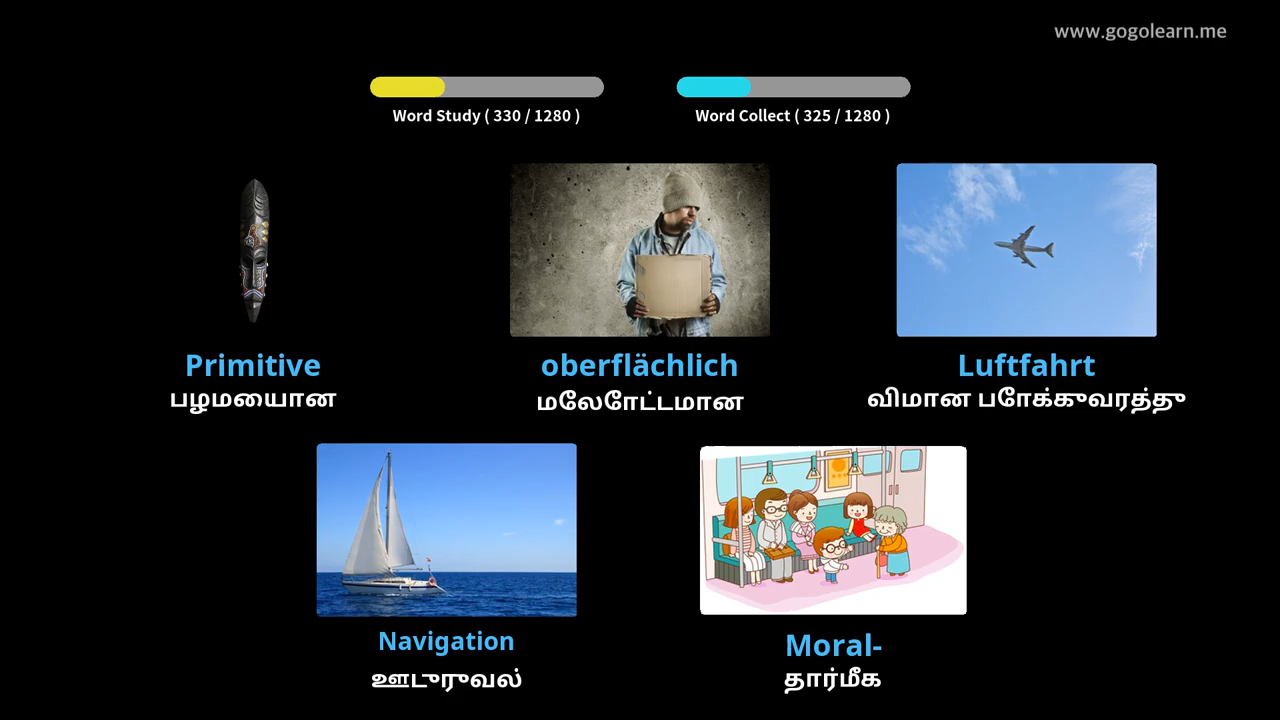 www.gogolearn.me
Word Study ( 330 / 1280 )
Word Collect ( 325 / 1280 )
Primitive
பழமையான
oberflächlich
மேலோட்டமான
Luftfahrt
விமான போக்குவரத்து
Navigation
ஊடுருவல்
Moral-
தார்மீக